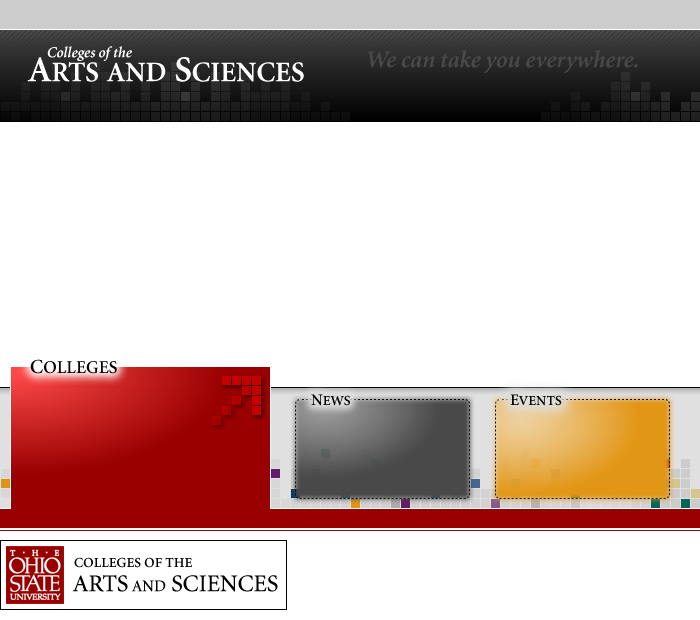 Colleges of the
ARTS AND SCIENCES
We can take you everywhere.
COLLEGES
NEWS
EVENTS
T · H · E
OHIO
STATE
UNIVERSITY
COLLEGES OF THE
ARTS AND SCIENCES